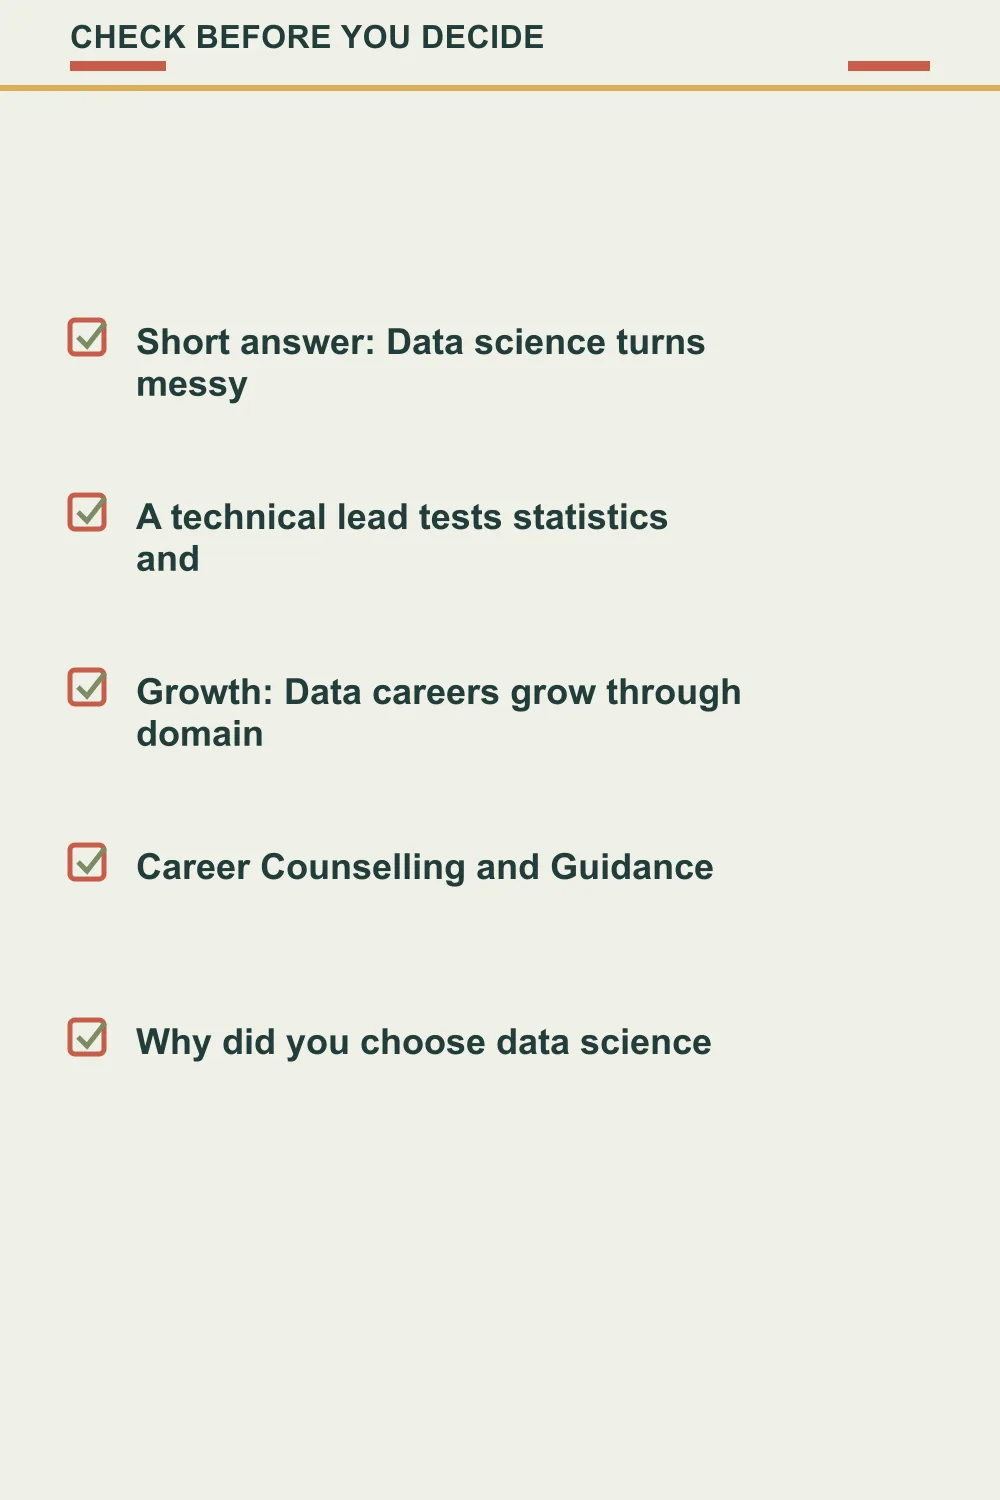 CHECK BEFORE YOU DECIDE
Short answer: Data science turns
messy
A technical lead tests statistics
and
Growth: Data careers grow through
domain
Career Counselling and Guidance
Why did you choose data science